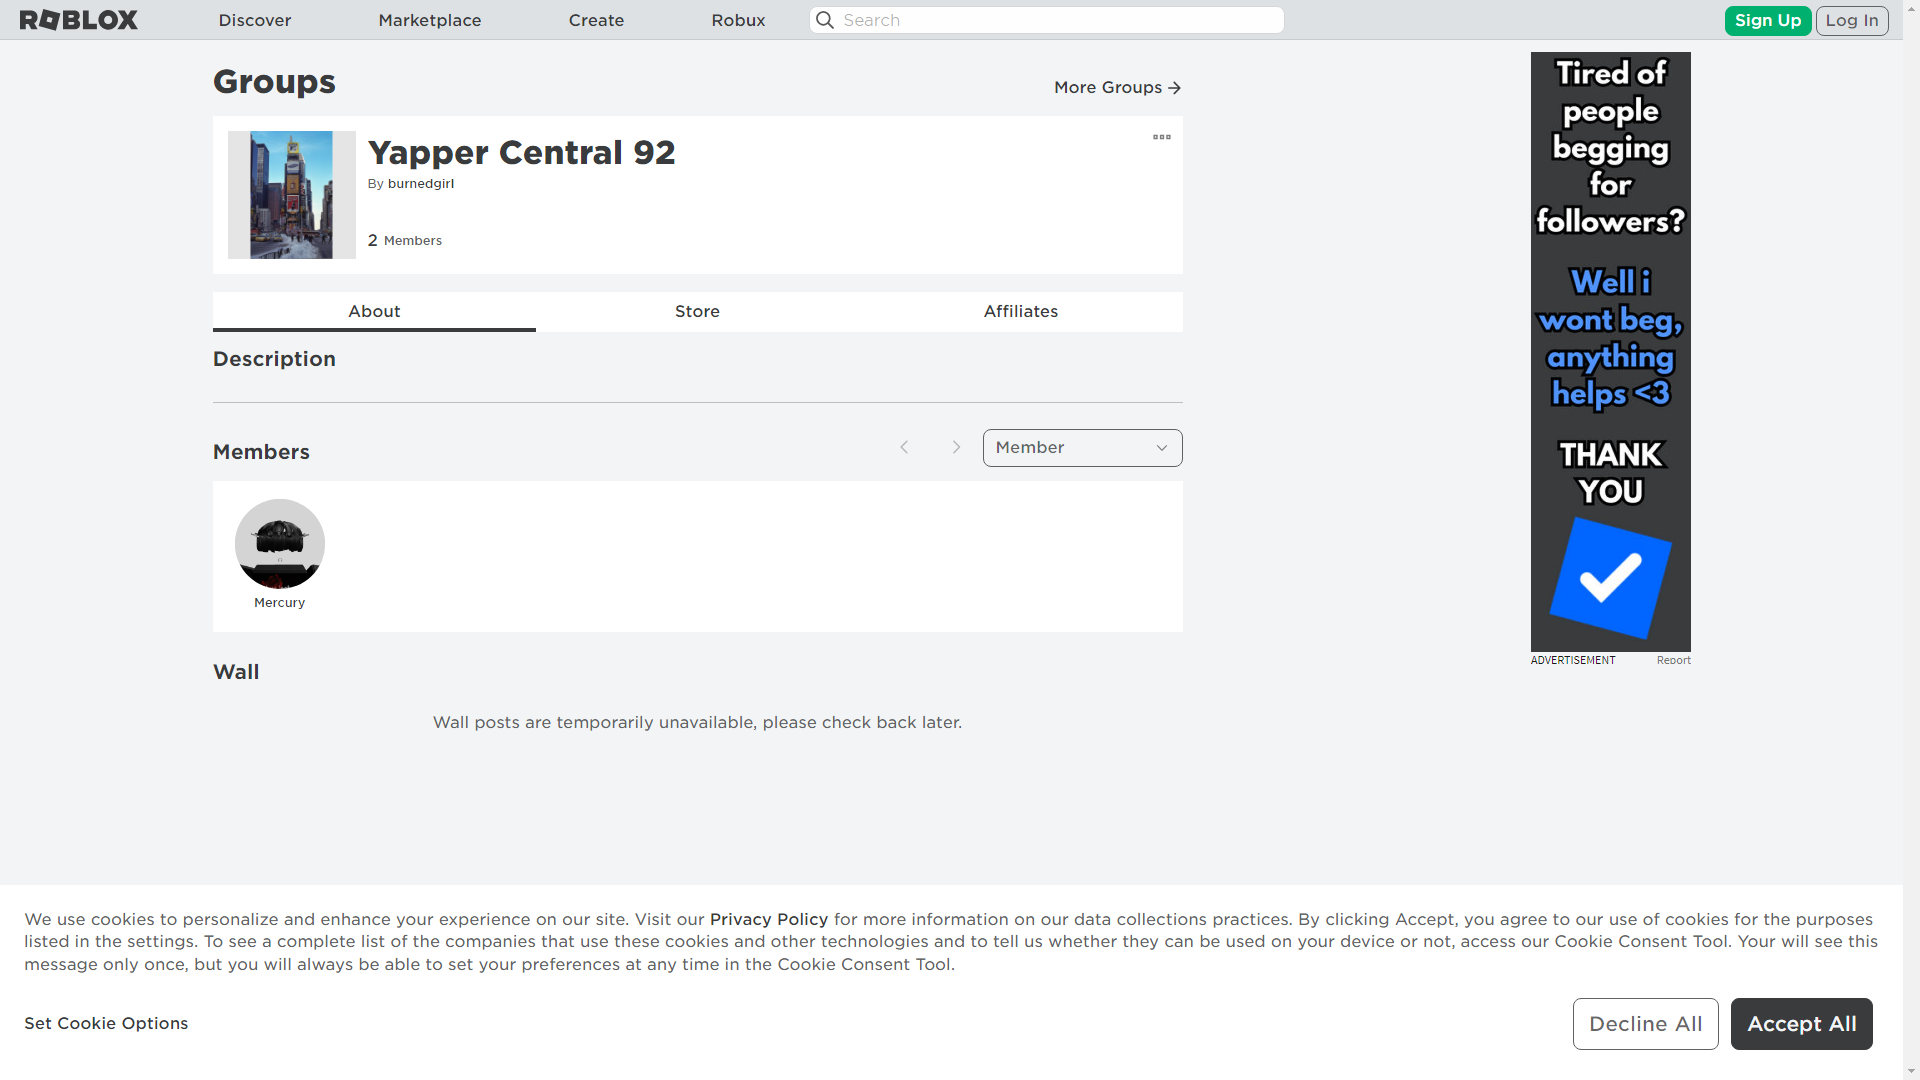 ROBLOX
Discover
Marketplace
Create
Robux
Search
Sign Up
Log In
Groups
More Groups
Yapper Central 92
By burnedgirl
2 Members
About
Store
Affiliates
Description
Members
Member
Mercury
Wall
Wall posts are temporarily unavailable, please check back later.
Tired of
people
begging
for
followers?
Well i
wont beg,
anything
helps <3
THANK
YOU
ADVERTISEMENT
Report
We use cookies to personalize and enhance your experience on our site. Visit our Privacy Policy for more information on our data collections practices. By clicking Accept, you agree to our use of cookies for the purposes
listed in the settings. To see a complete list of the companies that use these cookies and other technologies and to tell us whether they can be used on your device or not, access our Cookie Consent Tool. Your will see this
message only once, but you will always be able to set your preferences at any time in the Cookie Consent Tool.
Set Cookie Options
Decline All
Accept All